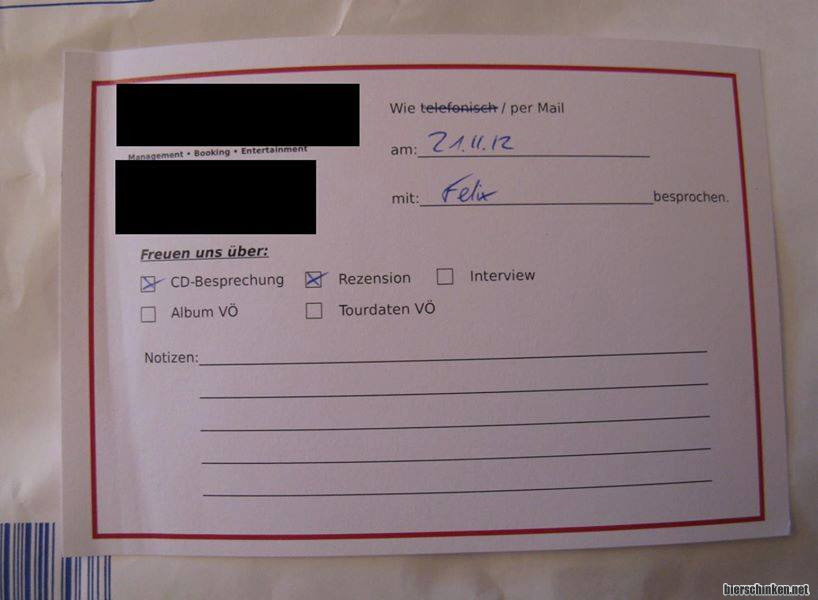 Management • Booking • Entertainment
Wie telefonisch / per Mail
am: 21.11.12
mit: Felix besprochen.
Freuen uns über:
CD-Besprechung Rezension Interview
Album VÖ Tourdaten VÖ
Notizen:
bierschinken.net